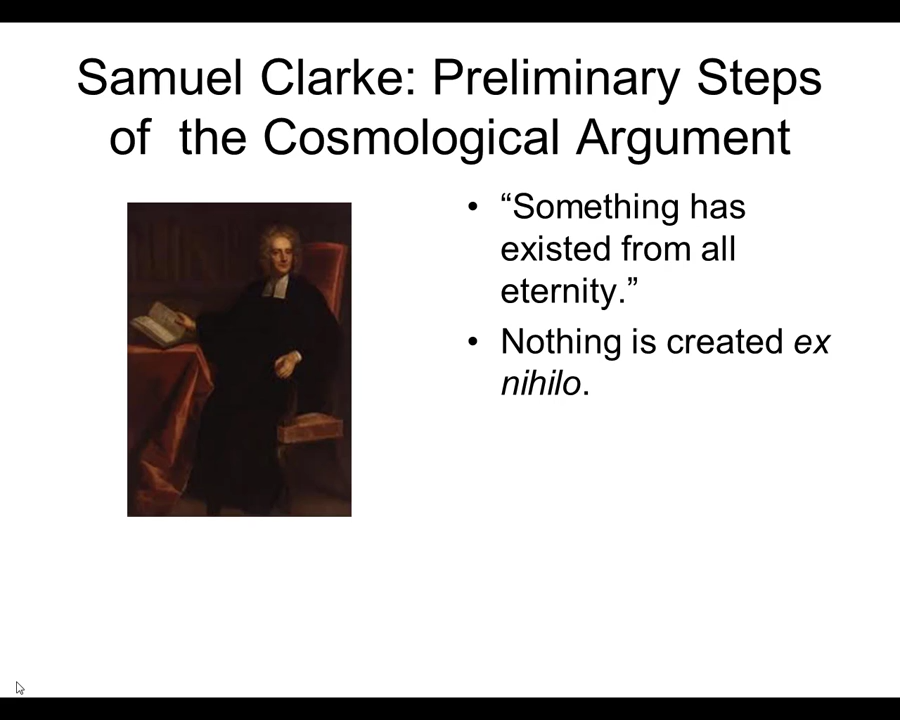 Samuel Clarke: Preliminary Steps
of the Cosmological Argument
• “Something has
existed from all
eternity.”
• Nothing is created ex
nihilo.